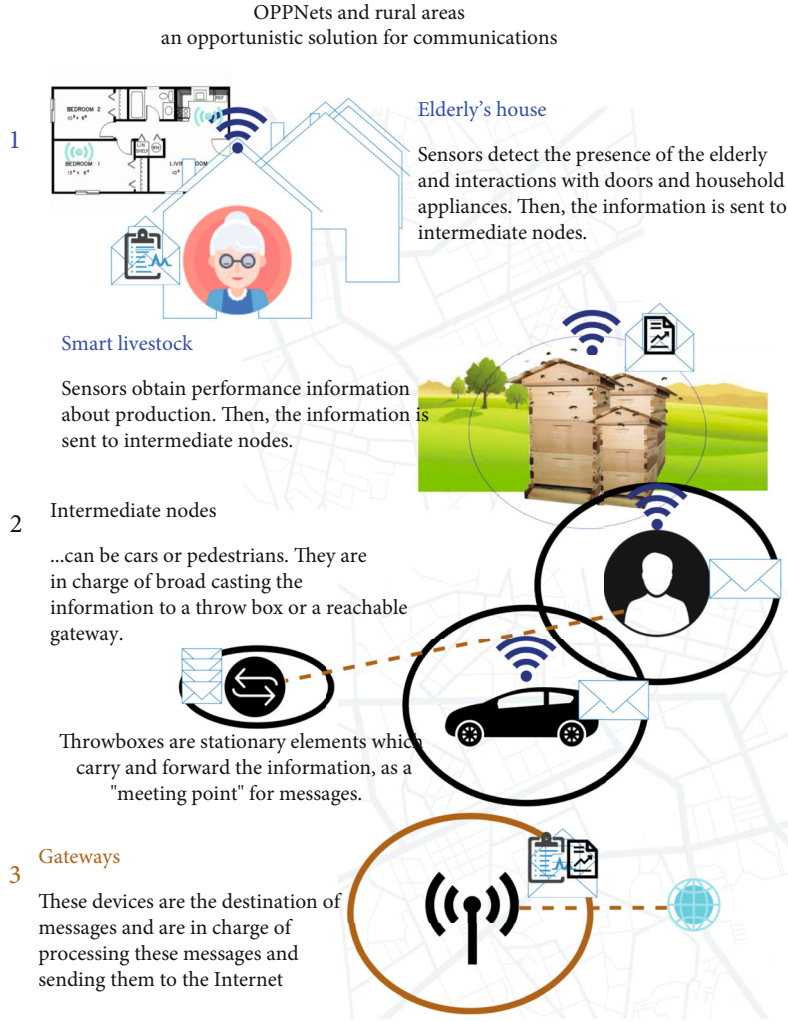 OPPNets and rural areas
an opportunistic solution for communications
1
BEDROOM 2
BEDROOM 1
LIN
SHELF
REF
Elderly's house
Sensors detect the presence of the elderly
and interactions with doors and household
appliances. Then, the information is sent to
intermediate nodes.
Smart livestock
Sensors obtain performance information
about production. Then, the information is
sent to intermediate nodes.
2
Intermediate nodes
...can be cars or pedestrians. They are
in charge of broad casting the
information to a throw box or a reachable
gateway.
Throwboxes are stationary elements which
carry and forward the information, as a
"meeting point" for messages.
3
Gateways
These devices are the destination of
messages and are in charge of
processing these messages and
sending them to the Internet